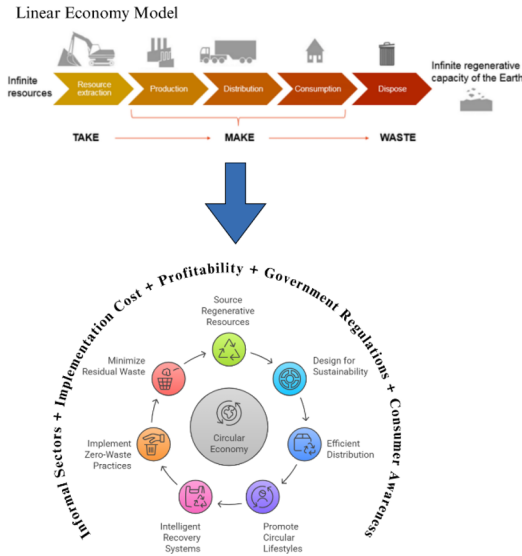 Linear Economy Model
Infinite
resources
Resource
extraction
Production
Distribution
Consumption
Dispose
Infinite regenerative
capacity of the Earth
TAKE
MAKE
WASTE
Informal Sectors + Implementation Cost + Profitability + Government Regulations + Consumer Awareness
Source
Regenerative
Resources
Design for
Sustainability
Efficient
Distribution
Promote
Circular
Lifestyles
Intelligent
Recovery
Systems
Implement
Zero-Waste
Practices
Minimize
Residual Waste
Circular
Economy